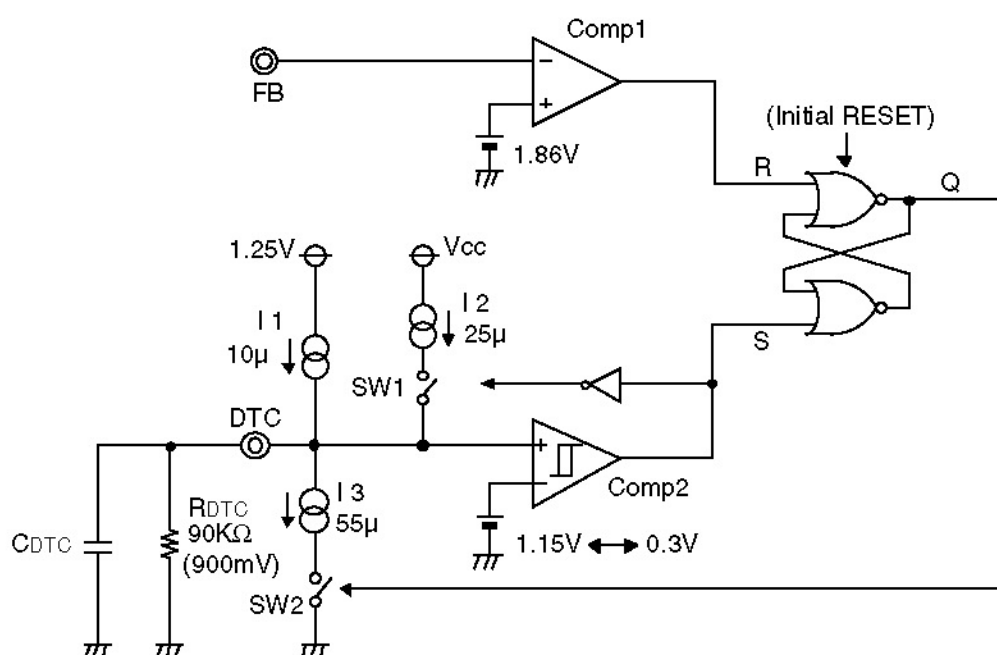 Comp1
FB
−
+
1.86V
(Initial RESET)
R
Q
1.25V
Vcc
I 1
10µ
I 2
25µ
SW1
S
DTC
+
−
Comp2
I 3
55µ
RDTC
90KΩ
(900mV)
CDTC
1.15V ↔ 0.3V
SW2